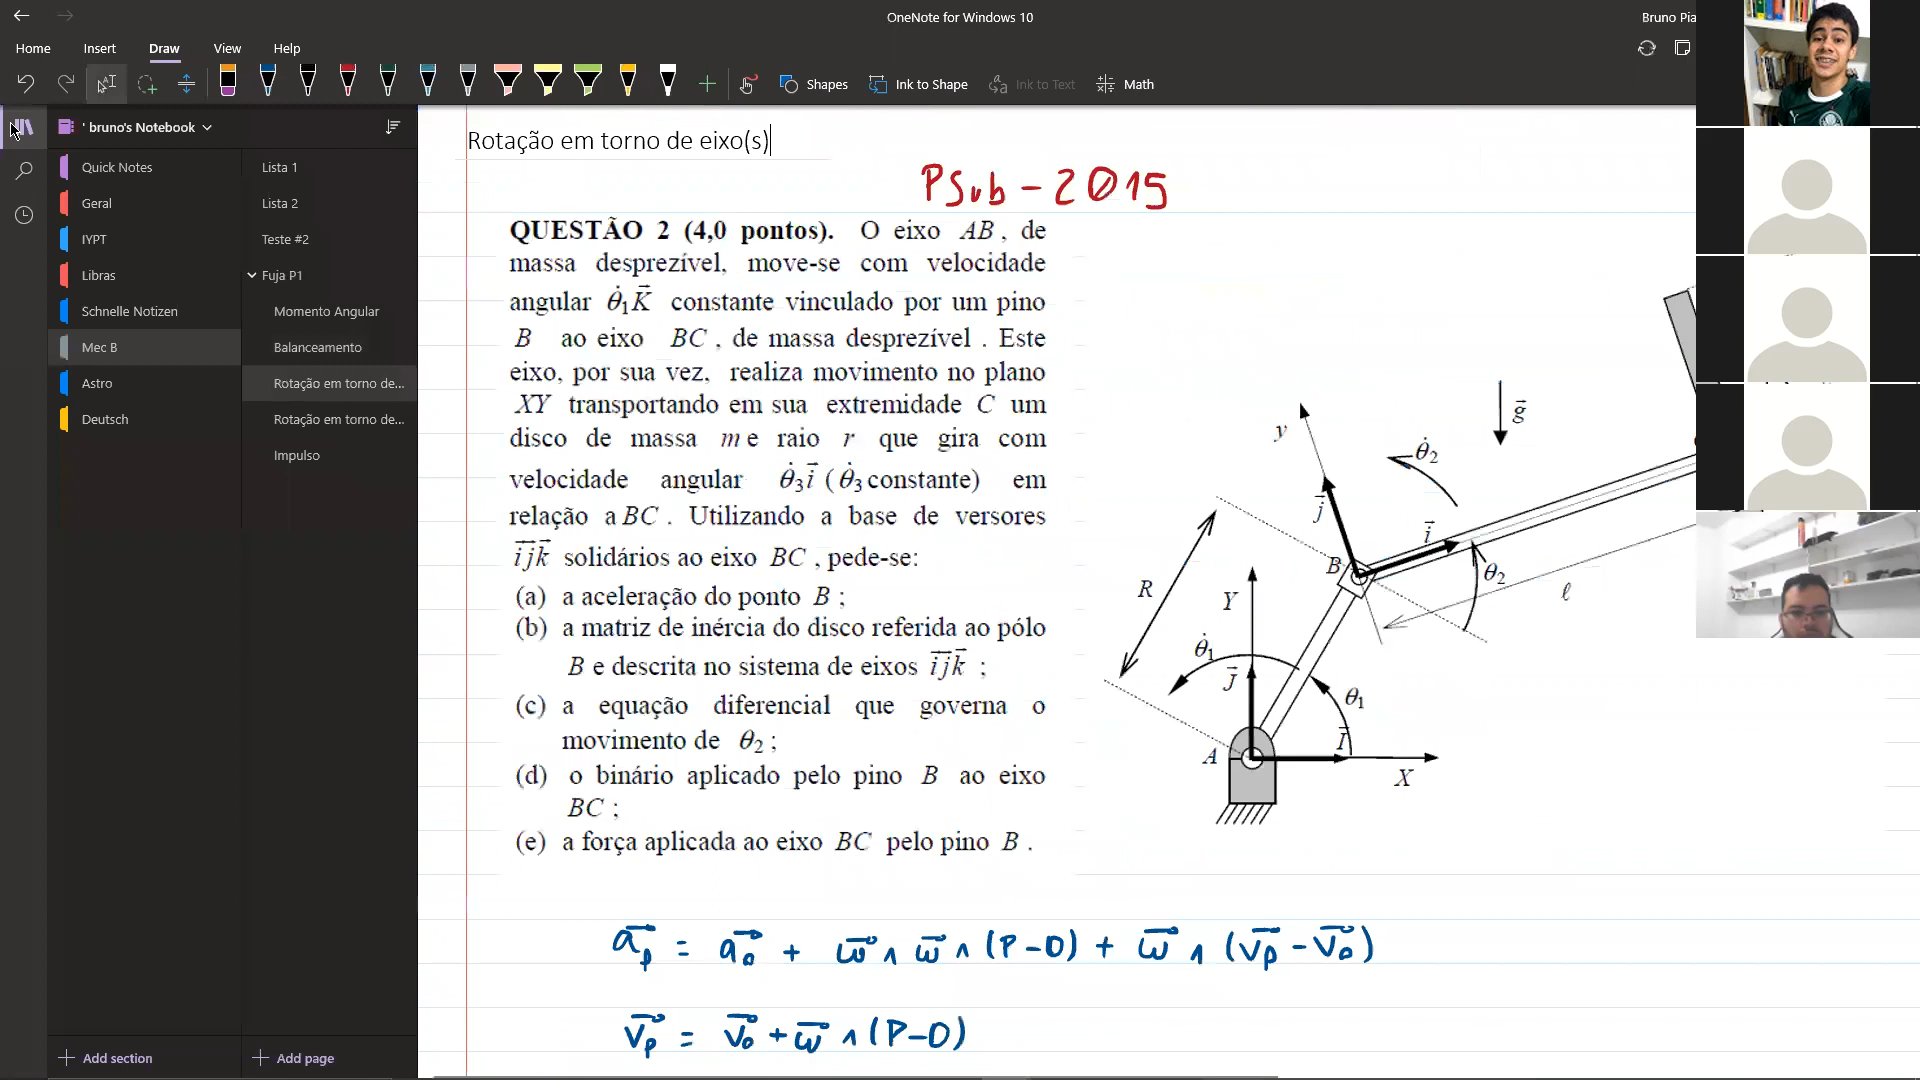 OneNote for Windows 10
Bruno Pia
Home Insert Draw View Help
Shapes Ink to Shape Ink to Text Math
' bruno's Notebook
Quick Notes
Geral
IYPT
Libras
Schnelle Notizen
Mec B
Astro
Deutsch
Lista 1
Lista 2
Teste #2
Fuja P1
Momento Angular
Balanceamento
Rotação em torno de...
Rotação em torno de...
Impulso
Add section
Add page
Rotação em torno de eixo(s)
PSub - 2015
QUESTÃO 2 (4,0 pontos). O eixo AB, de
massa desprezível, move-se com velocidade
angular θ̇₁K⃗ constante vinculado por um pino
B ao eixo BC, de massa desprezível . Este
eixo, por sua vez, realiza movimento no plano
XY transportando em sua extremidade C um
disco de massa m e raio r que gira com
velocidade angular θ̇₃i⃗ (θ̇₃ constante) em
relação a BC . Utilizando a base de versores
i⃗j⃗k⃗ solidários ao eixo BC , pede-se:
(a) a aceleração do ponto B ;
(b) a matriz de inércia do disco referida ao pólo
B e descrita no sistema de eixos i⃗j⃗k⃗ ;
(c) a equação diferencial que governa o
movimento de θ₂ ;
(d) o binário aplicado pelo pino B ao eixo
BC ;
(e) a força aplicada ao eixo BC pelo pino B .
g⃗
y
θ̇₂
j⃗
i⃗
B
θ₂
R
Y
ℓ
θ̇₁
J⃗
θ₁
I⃗
A
X
a⃗p = a⃗o + ω⃗ ∧ ω⃗ ∧ (P-O) + ω⃗ ∧ (v⃗p - v⃗o)
v⃗p = v⃗o + ω⃗ ∧ (P-O)